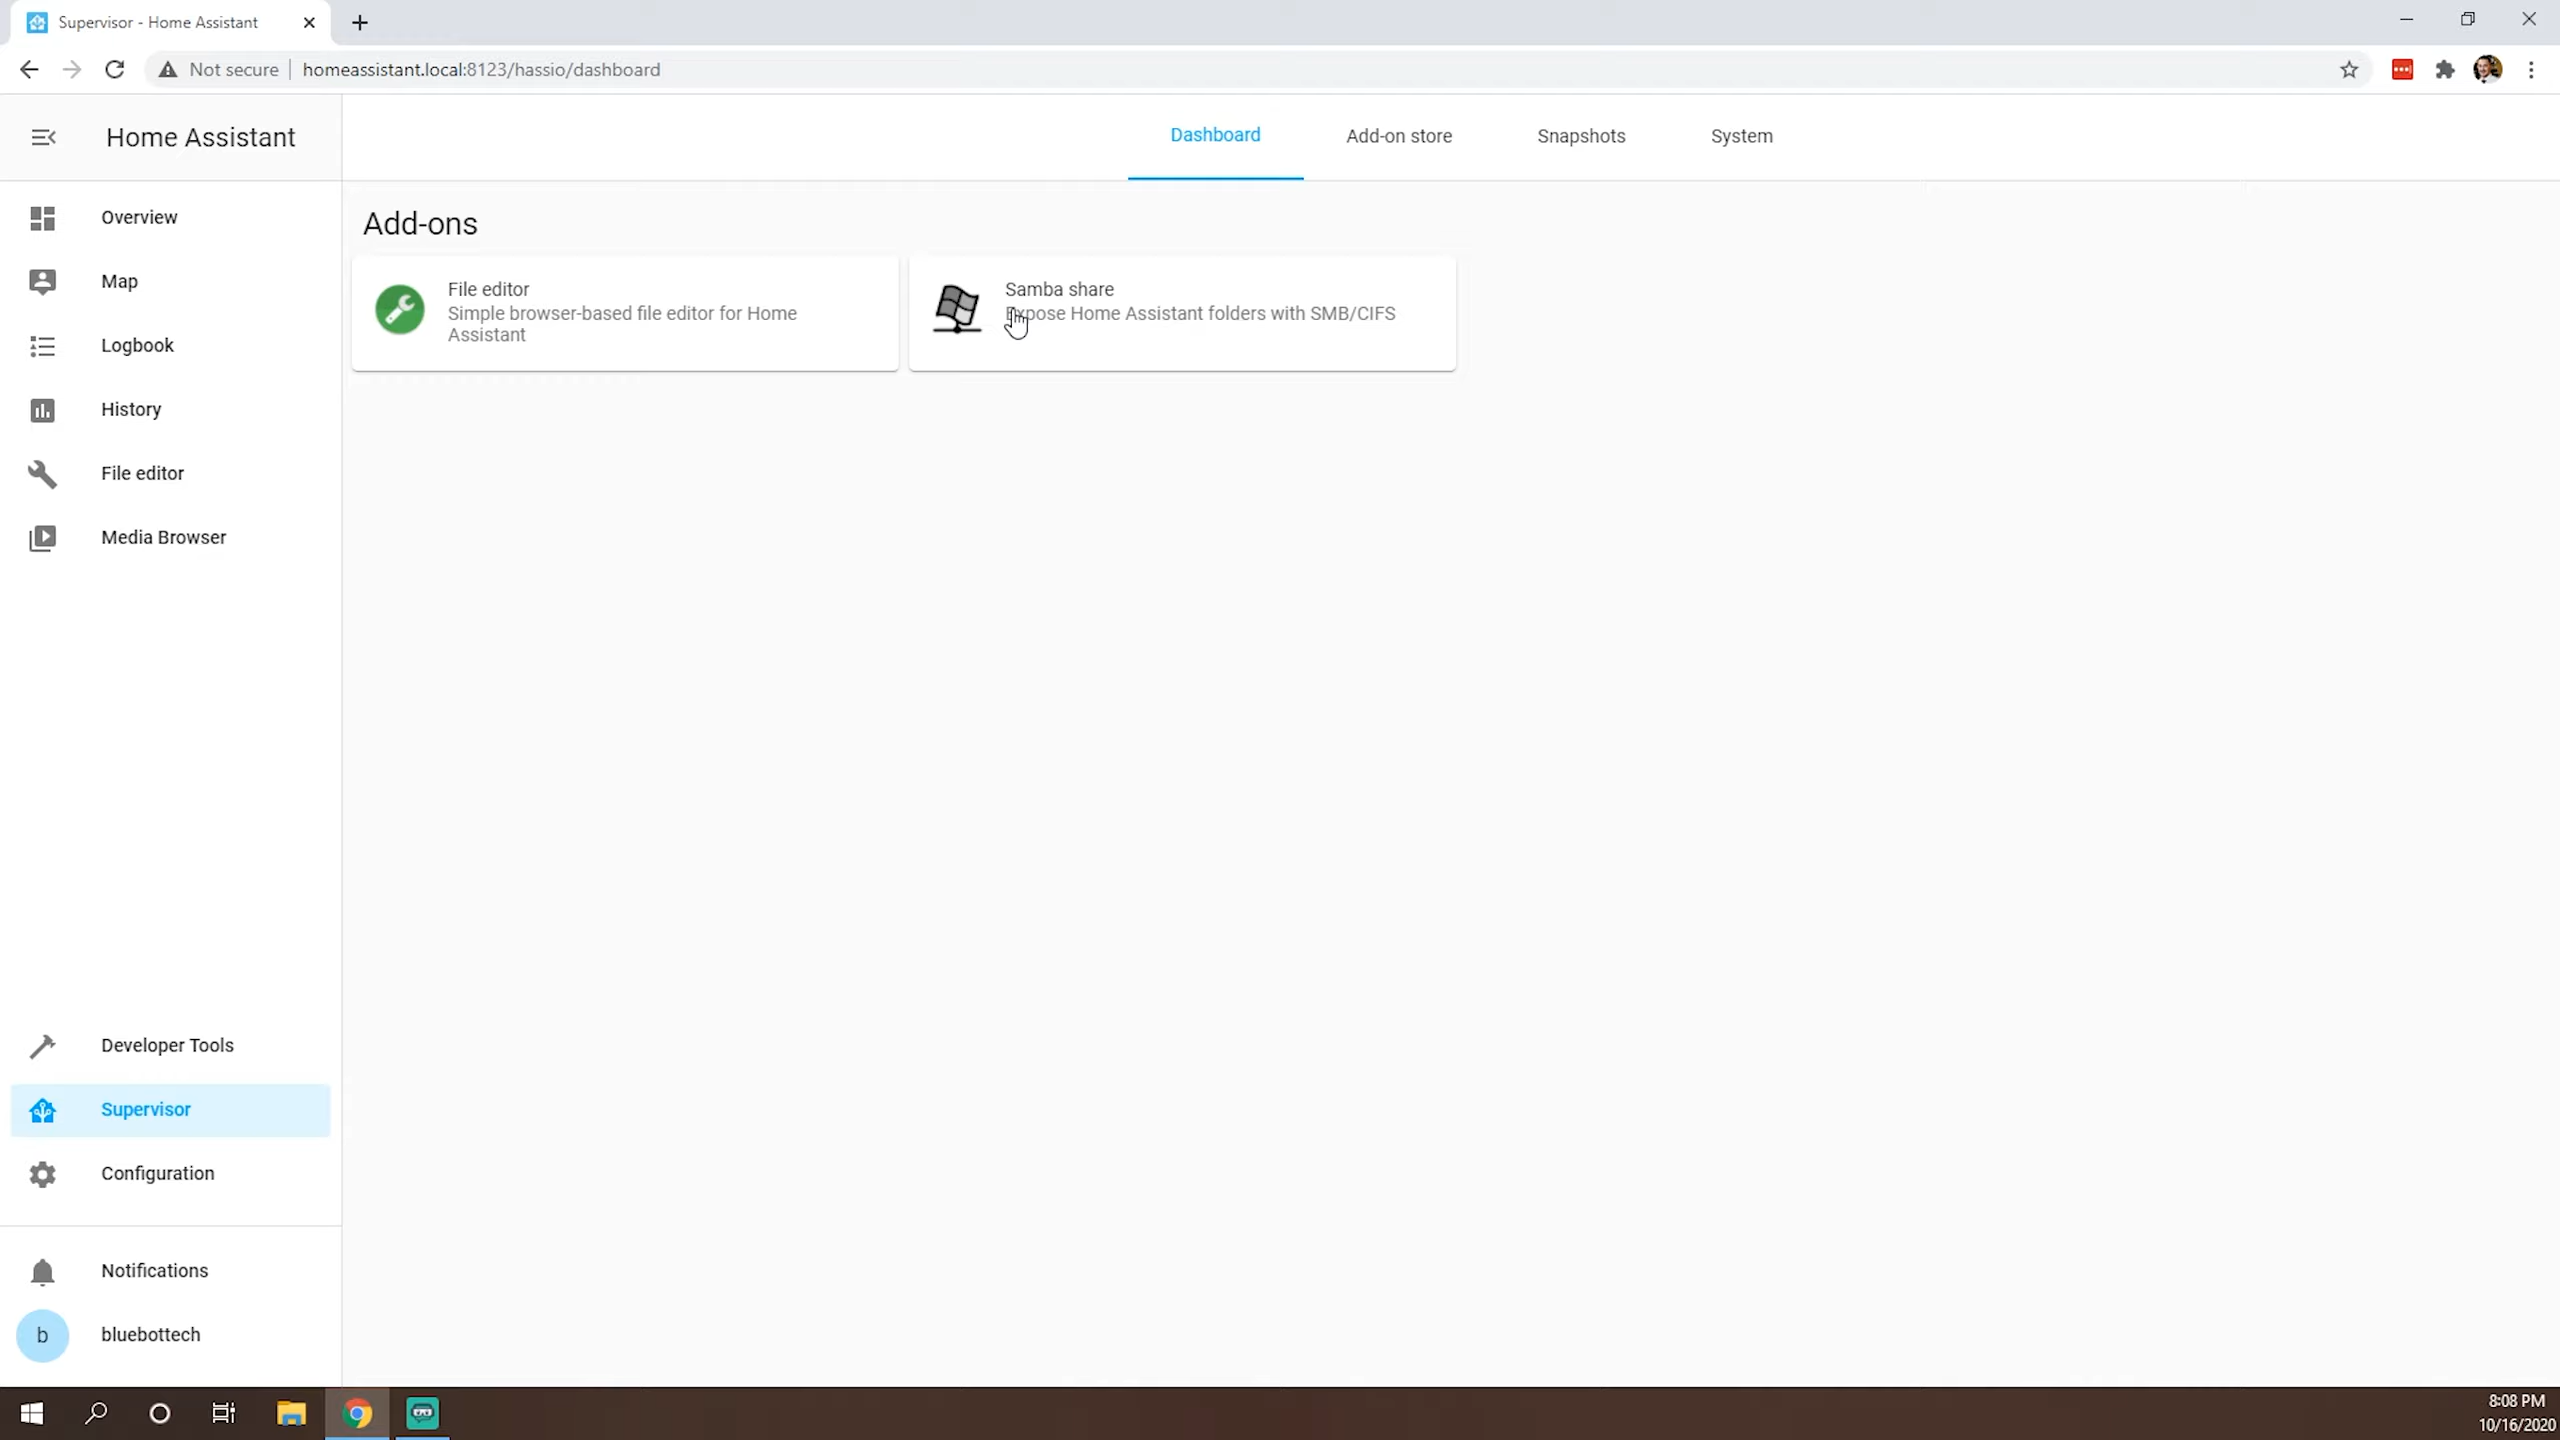 Supervisor - Home Assistant
Not secure
homeassistant.local:8123/hassio/dashboard
Home Assistant
Dashboard
Add-on store
Snapshots
System
Overview
Map
Logbook
History
File editor
Media Browser
Add-ons
File editor
Simple browser-based file editor for Home
Assistant
Samba share
Expose Home Assistant folders with SMB/CIFS
Developer Tools
Supervisor
Configuration
Notifications
b
bluebottech
8:08 PM
10/16/2020